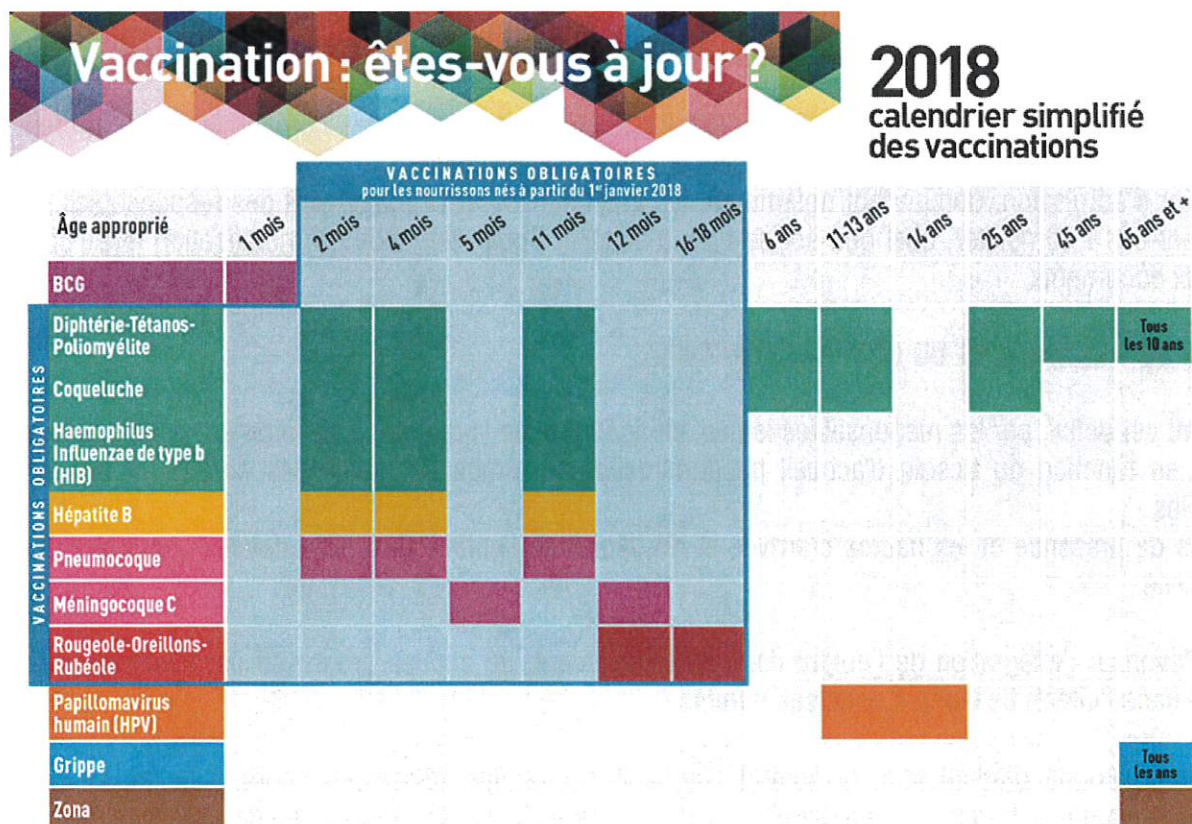 Vaccination : êtes-vous à jour ?
2018
calendrier simplifié
des vaccinations
VACCINATIONS OBLIGATOIRES
pour les nourrissons nés à partir du 1er janvier 2018
Âge approprié
1 mois
2 mois
4 mois
5 mois
11 mois
12 mois
16-18 mois
6 ans
11-13 ans
14 ans
25 ans
45 ans
65 ans et +
BCG
VACCINATIONS OBLIGATOIRES
Diphtérie-Tétanos-
Poliomyélite
Tous
les 10 ans
Coqueluche
Haemophilus
Influenzae de type b
(HIB)
Hépatite B
Pneumocoque
Méningocoque C
Rougeole-Oreillons-
Rubéole
Papillomavirus
humain (HPV)
Grippe
Tous
les ans
Zona